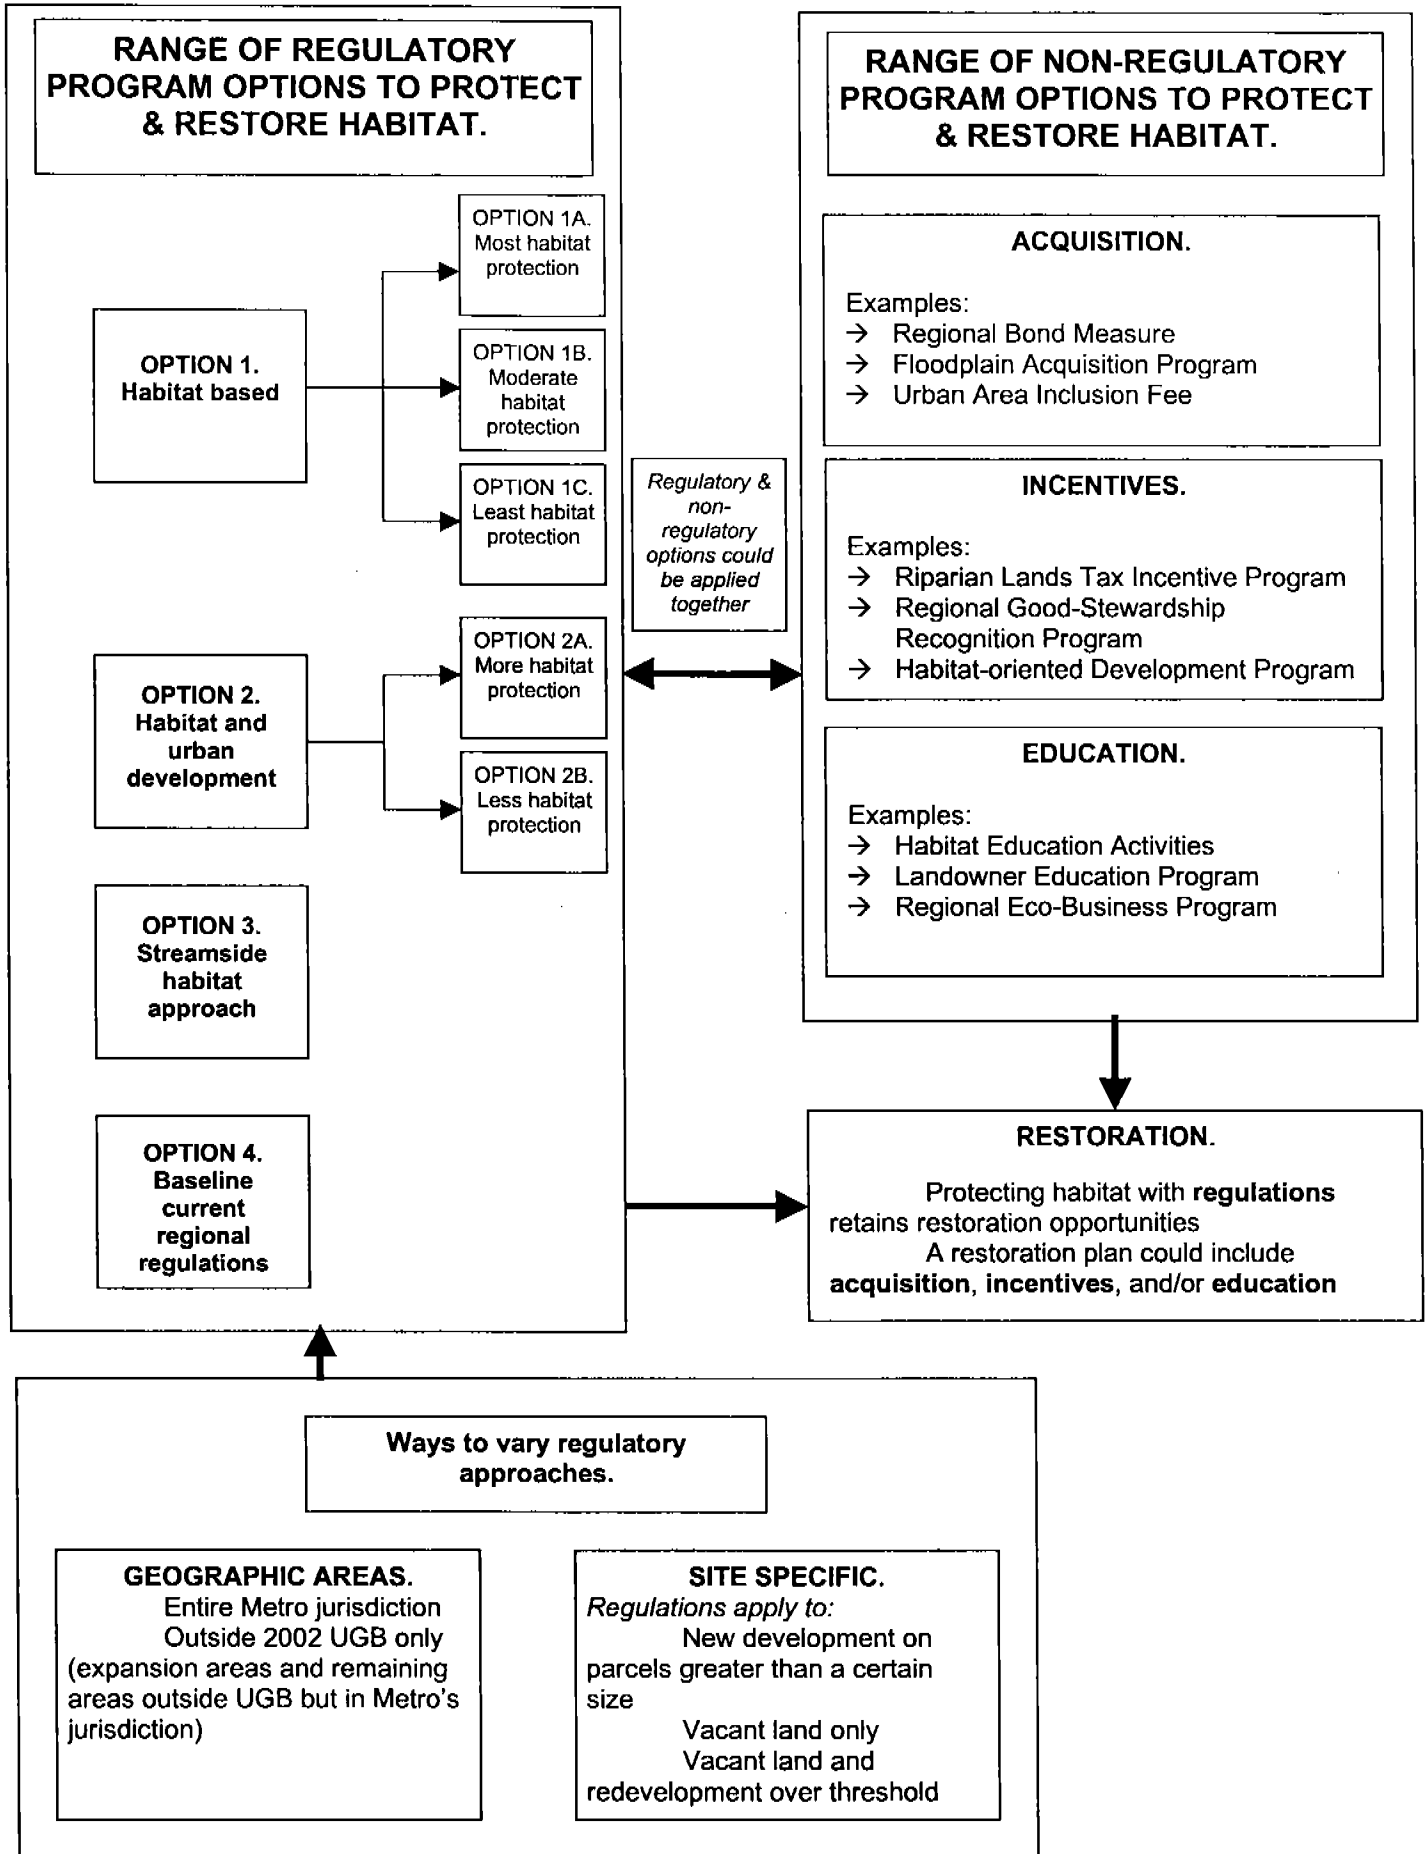 RANGE OF REGULATORY
PROGRAM OPTIONS TO PROTECT
& RESTORE HABITAT.
OPTION 1.
Habitat based
OPTION 1A.
Most habitat
protection
OPTION 1B.
Moderate
habitat
protection
OPTION 1C.
Least habitat
protection
OPTION 2.
Habitat and
urban
development
OPTION 2A.
More habitat
protection
OPTION 2B.
Less habitat
protection
OPTION 3.
Streamside
habitat
approach
OPTION 4.
Baseline
current
regional
regulations
Regulatory &
non-
regulatory
options could
be applied
together
RANGE OF NON-REGULATORY
PROGRAM OPTIONS TO PROTECT
& RESTORE HABITAT.
ACQUISITION.
Examples:
→ Regional Bond Measure
→ Floodplain Acquisition Program
→ Urban Area Inclusion Fee
INCENTIVES.
Examples:
→ Riparian Lands Tax Incentive Program
→ Regional Good-Stewardship
Recognition Program
→ Habitat-oriented Development Program
EDUCATION.
Examples:
→ Habitat Education Activities
→ Landowner Education Program
→ Regional Eco-Business Program
RESTORATION.
Protecting habitat with regulations
retains restoration opportunities
A restoration plan could include
acquisition, incentives, and/or education
Ways to vary regulatory
approaches.
GEOGRAPHIC AREAS.
Entire Metro jurisdiction
Outside 2002 UGB only
(expansion areas and remaining
areas outside UGB but in Metro's
jurisdiction)
SITE SPECIFIC.
Regulations apply to:
New development on
parcels greater than a certain
size
Vacant land only
Vacant land and
redevelopment over threshold